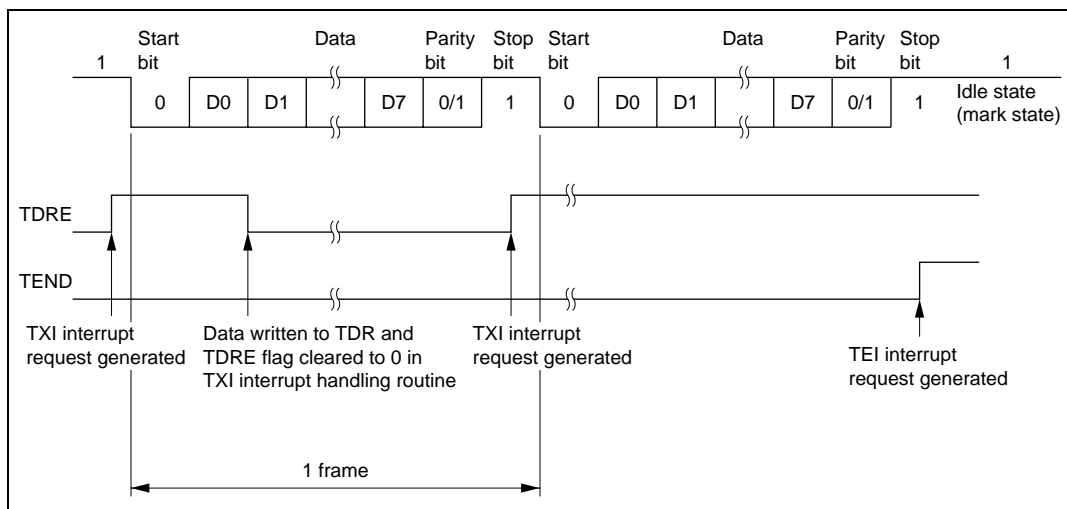 Start bit
Data
Parity bit
Stop bit
Start bit
Data
Parity bit
Stop bit
1
1
0
D0
D1
D7
0/1
1
0
D0
D1
D7
0/1
1
Idle state
(mark state)
TDRE
TEND
TXI interrupt
request generated
Data written to TDR and
TDRE flag cleared to 0 in
TXI interrupt handling routine
TXI interrupt
request generated
TEI interrupt
request generated
1 frame